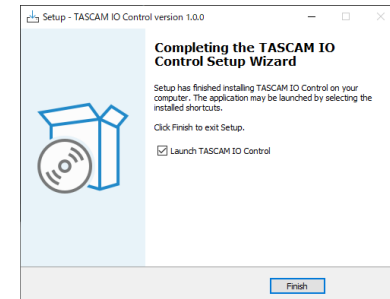 Setup - TASCAM IO Control version 1.0.0
Completing the TASCAM IO
Control Setup Wizard
Setup has finished installing TASCAM IO Control on your
computer. The application may be launched by selecting the
installed shortcuts.
Click Finish to exit Setup.
Launch TASCAM IO Control
Finish